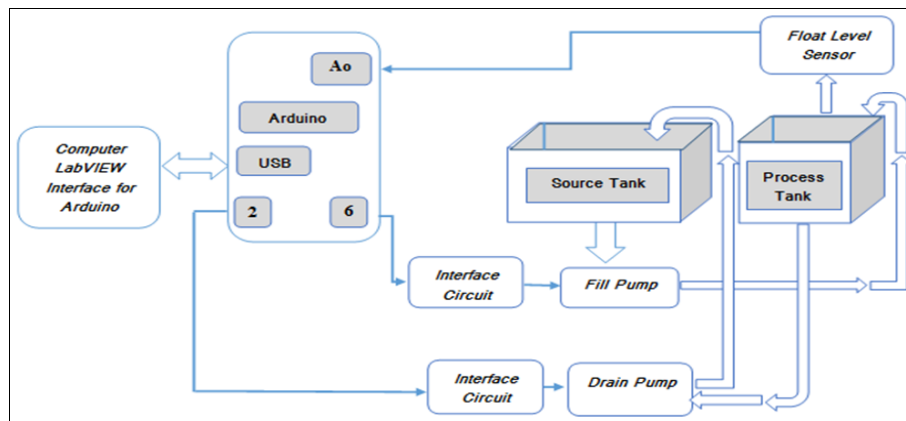 Float Level
Sensor
Ao
Arduino
Computer
LabVIEW
Interface for
Arduino
USB
Source Tank
Process
Tank
2
6
Interface
Circuit
Fill Pump
Interface
Circuit
Drain Pump